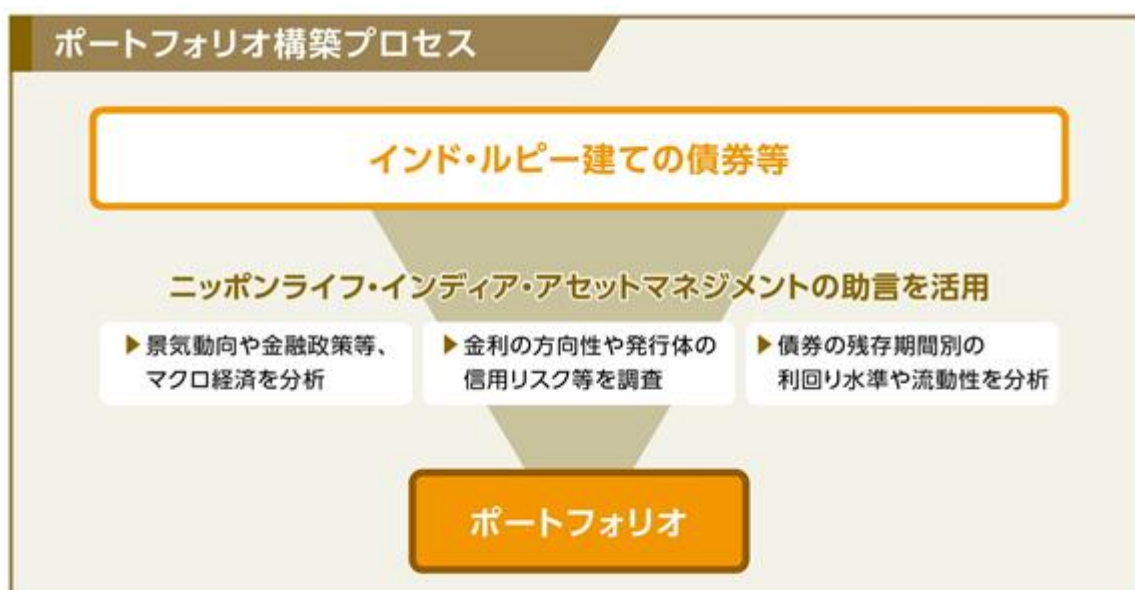 ポートフォリオ構築プロセス
インド・ルピー建ての債券等
ニッポンライフ・インディア・アセットマネジメントの助言を活用
▶景気動向や金融政策等、
マクロ経済を分析
▶金利の方向性や発行体の
信用リスク等を調査
▶債券の残存期間別の
利回り水準や流動性を分析
ポートフォリオ